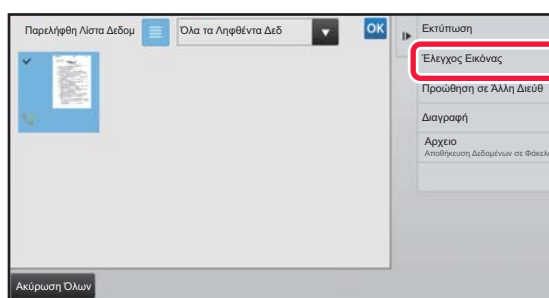 Παρελήφθη Λίστα Δεδομ
Όλα τα Ληφθέντα Δεδ
OK
Εκτύπωση
Έλεγχος Εικόνας
Προώθηση σε Άλλη Διεύθ
Διαγραφή
Αρχειο
Αποθήκευση Δεδομένων σε Φάκελο
Ακύρωση Όλων